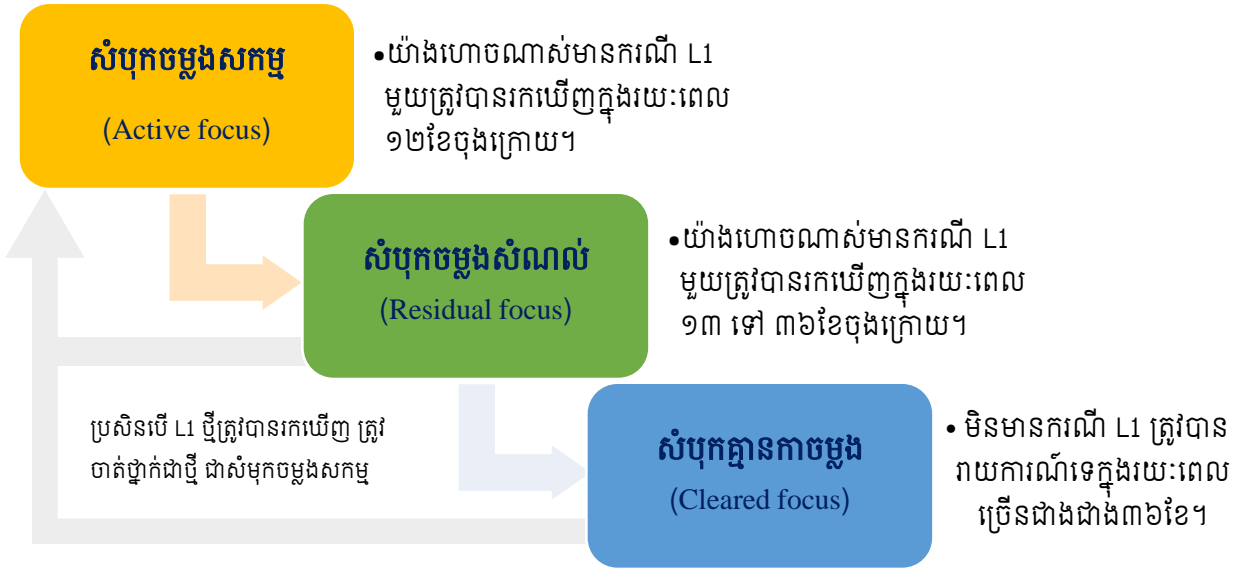 សំបុកចម្លងសកម្ម
(Active focus)
•យ៉ាងហោចណាស់មានករណី L1
មួយត្រូវបានរកឃើញក្នុងរយៈពេល
១២ខែចុងក្រោយ។
សំបុកចម្លងសំណល់
(Residual focus)
•យ៉ាងហោចណាស់មានករណី L1
មួយត្រូវបានរកឃើញក្នុងរយៈពេល
១៣ ទៅ ៣៦ខែចុងក្រោយ។
ប្រសិនបើ L1 ថ្មីត្រូវបានរកឃើញ ត្រូវ
ចាត់ថ្នាក់ជាថ្មី ជាសំមុកចម្លងសកម្ម
សំបុកគ្មានកាចម្លង
(Cleared focus)
• មិនមានករណី L1 ត្រូវបាន
រាយការណ៍ទេក្នុងរយៈពេល
ច្រើនជាងជាង៣៦ខែ។